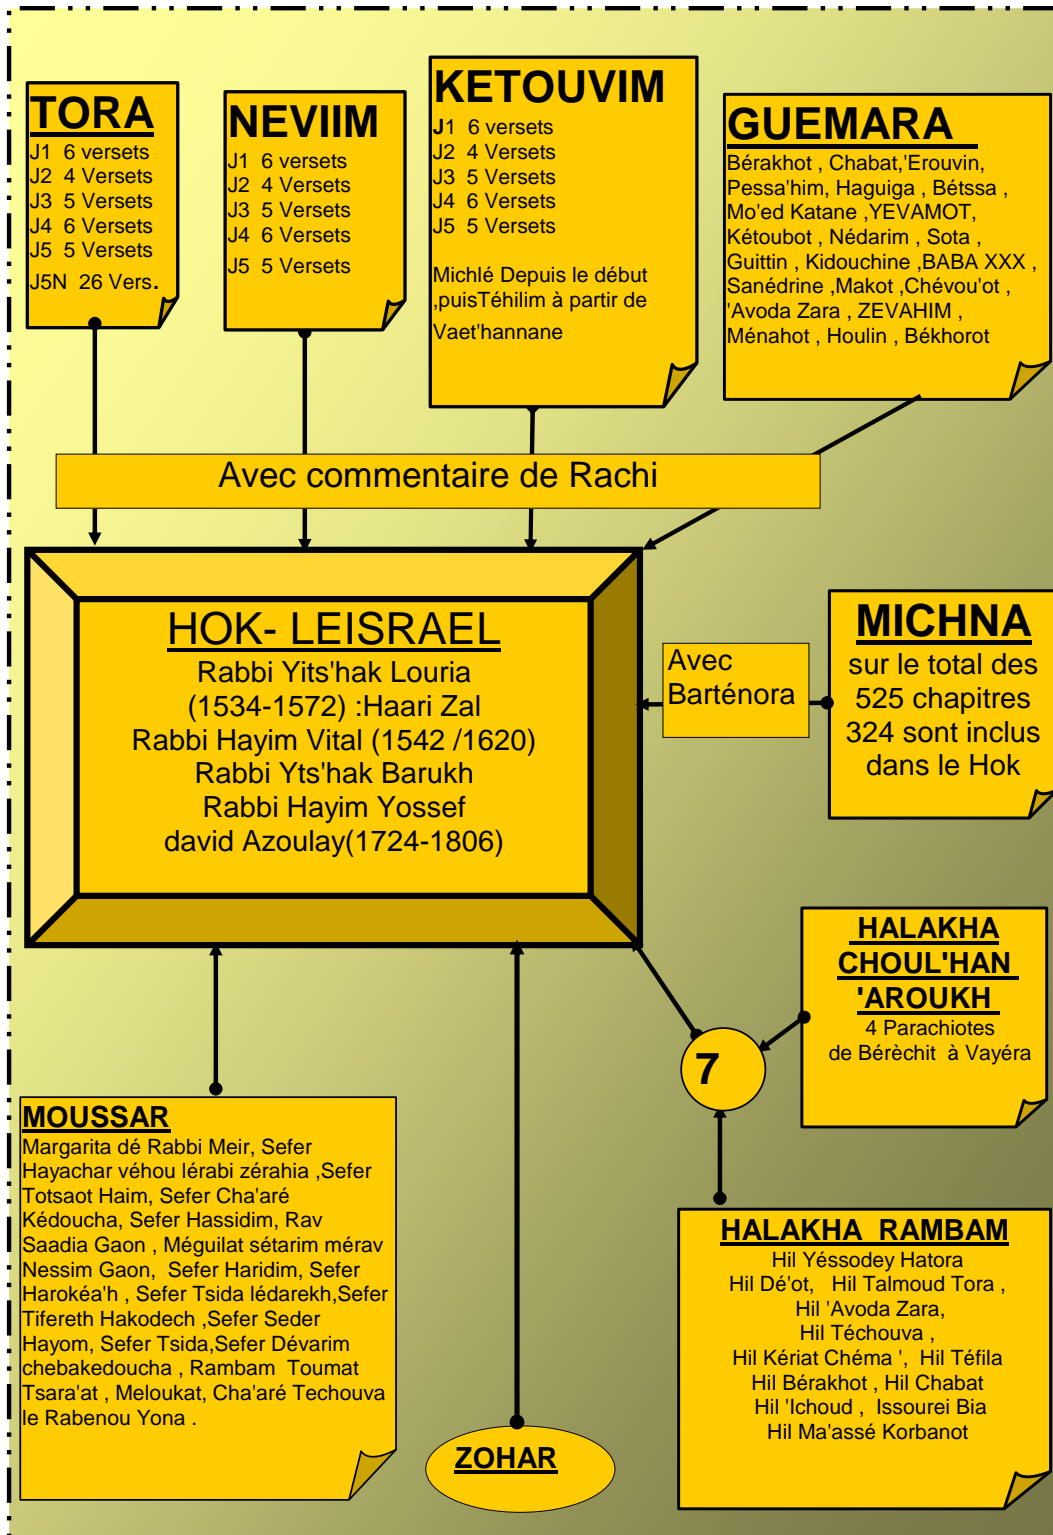 TORA
J1 6 versets
J2 4 Versets
J3 5 Versets
J4 6 Versets
J5 5 Versets
J5N 26 Vers.
NEVIIM
J1 6 versets
J2 4 Versets
J3 5 Versets
J4 6 Versets
J5 5 Versets
KETOUVIM
J1 6 versets
J2 4 Versets
J3 5 Versets
J4 6 Versets
J5 5 Versets
Michlé Depuis le début
,puisTéhilim à partir de
Vaet'hannane
GUEMARA
Bérakhot , Chabat,'Erouvin,
Pessa'him, Haguiga , Bétssa ,
Mo'ed Katane ,YEVAMOT,
Kétoubot , Nédarim , Sota ,
Guittin , Kidouchine ,BABA XXX ,
Sanédrine ,Makot ,Chévou'ot ,
'Avoda Zara , ZEVAHIM ,
Ménahot , Houlin , Békhorot
Avec commentaire de Rachi
HOK- LEISRAEL
Rabbi Yits'hak Louria
(1534-1572) :Haari Zal
Rabbi Hayim Vital (1542 /1620)
Rabbi Yts'hak Barukh
Rabbi Hayim Yossef
david Azoulay(1724-1806)
Avec
Barténora
MICHNA
sur le total des
525 chapitres
324 sont inclus
dans le Hok
HALAKHA
CHOUL'HAN
'AROUKH
4 Parachiotes
de Bérèchit à Vayéra
7
MOUSSAR
Margarita dé Rabbi Meir, Sefer
Hayachar véhou lérabi zérahia ,Sefer
Totsaot Haim, Sefer Cha'aré
Kédoucha, Sefer Hassidim, Rav
Saadia Gaon , Méguilat sétarim mérav
Nessim Gaon, Sefer Haridim, Sefer
Harokéa'h , Sefer Tsida lédarekh,Sefer
Tifereth Hakodech ,Sefer Seder
Hayom, Sefer Tsida,Sefer Dévarim
chebakedoucha , Rambam Toumat
Tsara'at , Meloukat, Cha'aré Techouva
le Rabenou Yona .
ZOHAR
HALAKHA RAMBAM
Hil Yéssodey Hatora
Hil Dé'ot, Hil Talmoud Tora ,
Hil 'Avoda Zara,
Hil Téchouva ,
Hil Kériat Chéma ', Hil Téfila
Hil Bérakhot , Hil Chabat
Hil 'Ichoud , Issourei Bia
Hil Ma'assé Korbanot